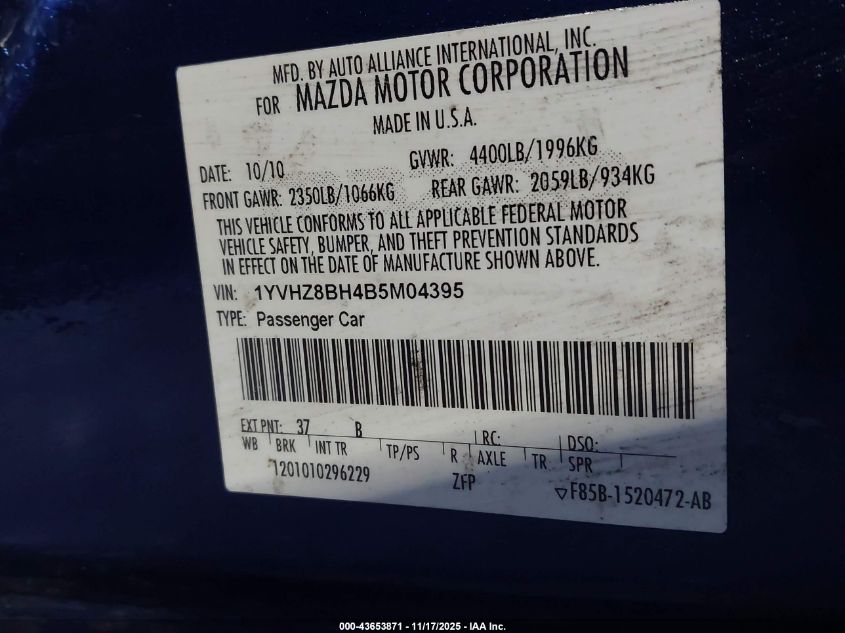 MFD. BY AUTO ALLIANCE INTERNATIONAL, INC.
FOR MAZDA MOTOR CORPORATION
MADE IN U.S.A.
DATE: 10/10 GVWR: 4400LB/1996KG
FRONT GAWR: 2350LB/1066KG REAR GAWR: 2059LB/934KG
THIS VEHICLE CONFORMS TO ALL APPLICABLE FEDERAL MOTOR
VEHICLE SAFETY, BUMPER, AND THEFT PREVENTION STANDARDS
IN EFFECT ON THE DATE OF MANUFACTURE SHOWN ABOVE.
VIN: 1YVHZ8BH4B5M04395
TYPE: Passenger Car
EXT PNT: 37 B RC: DSO:
WB BRK INT TR TP/PS R AXLE TR SPR
1201010296229 ZFP ▽F85B-1520472-AB
000-43653871 - 11/17/2025 - IAA Inc.